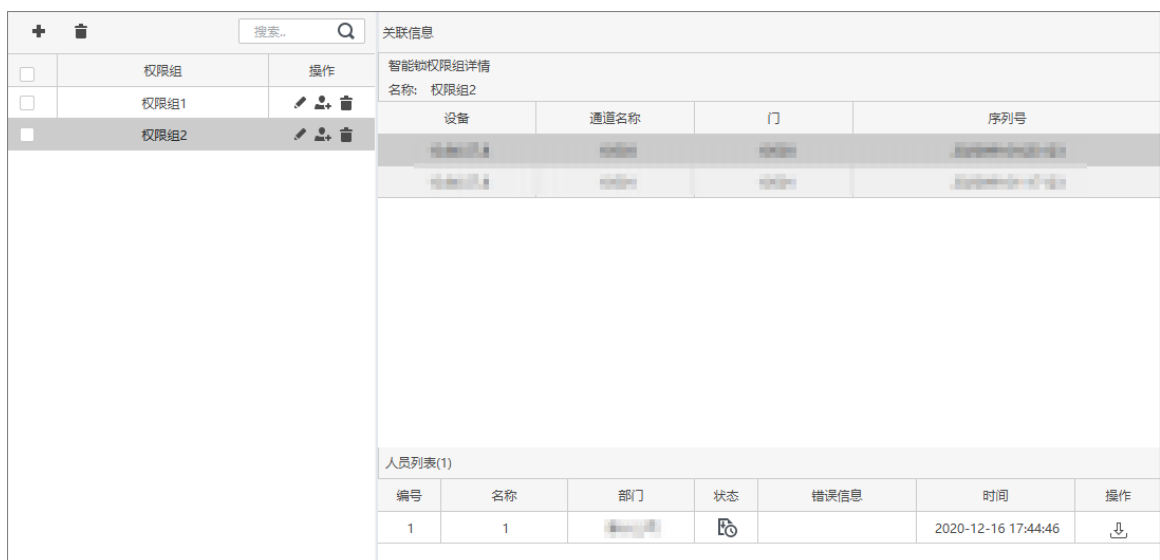 搜索..
权限组 操作
权限组1
权限组2
关联信息
智能锁权限组详情
名称: 权限组2
设备 通道名称 门 序列号
人员列表(1)
编号 名称 部门 状态 错误信息 时间 操作
1 1 2020-12-16 17:44:46